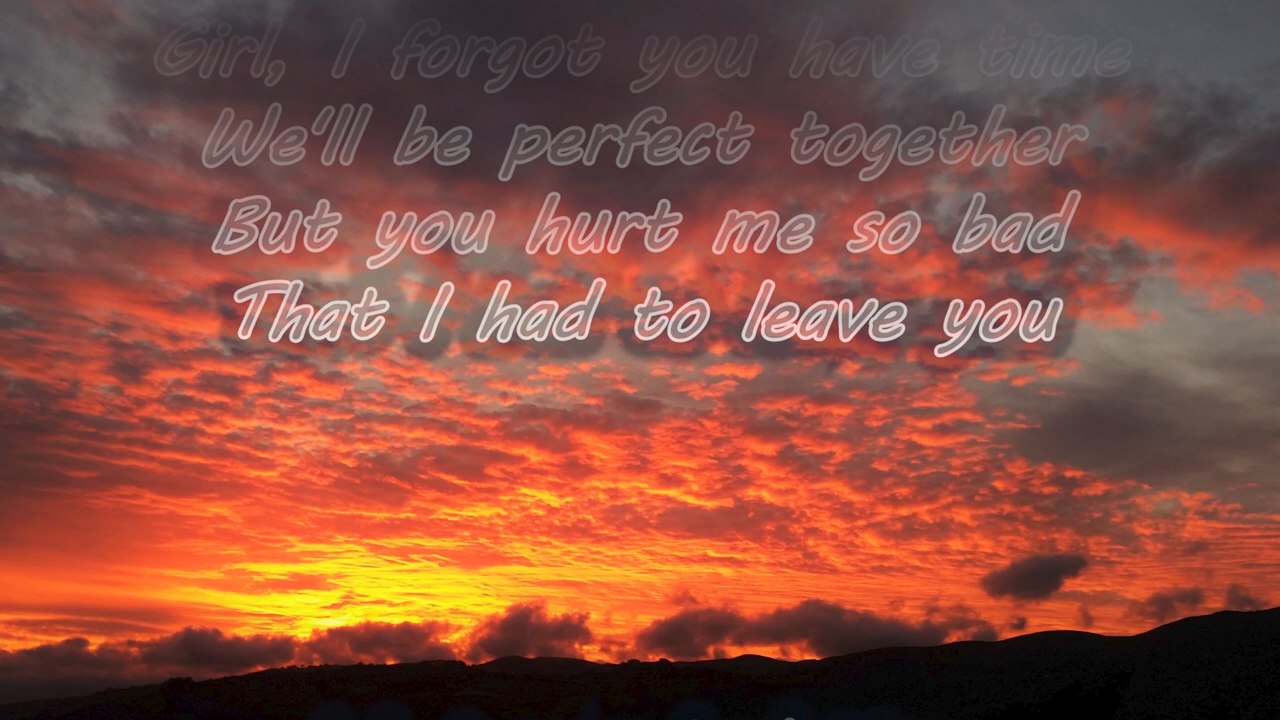 Girl, I forgot you have time
We'll be perfect together
But you hurt me so bad
That I had to leave you